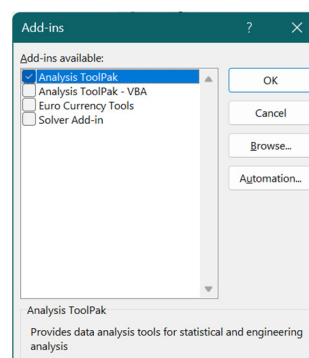 Add-ins
Add-ins available:
Analysis ToolPak
Analysis ToolPak - VBA
Euro Currency Tools
Solver Add-in
OK
Cancel
Browse...
Automation...
Analysis ToolPak
Provides data analysis tools for statistical and engineering
analysis